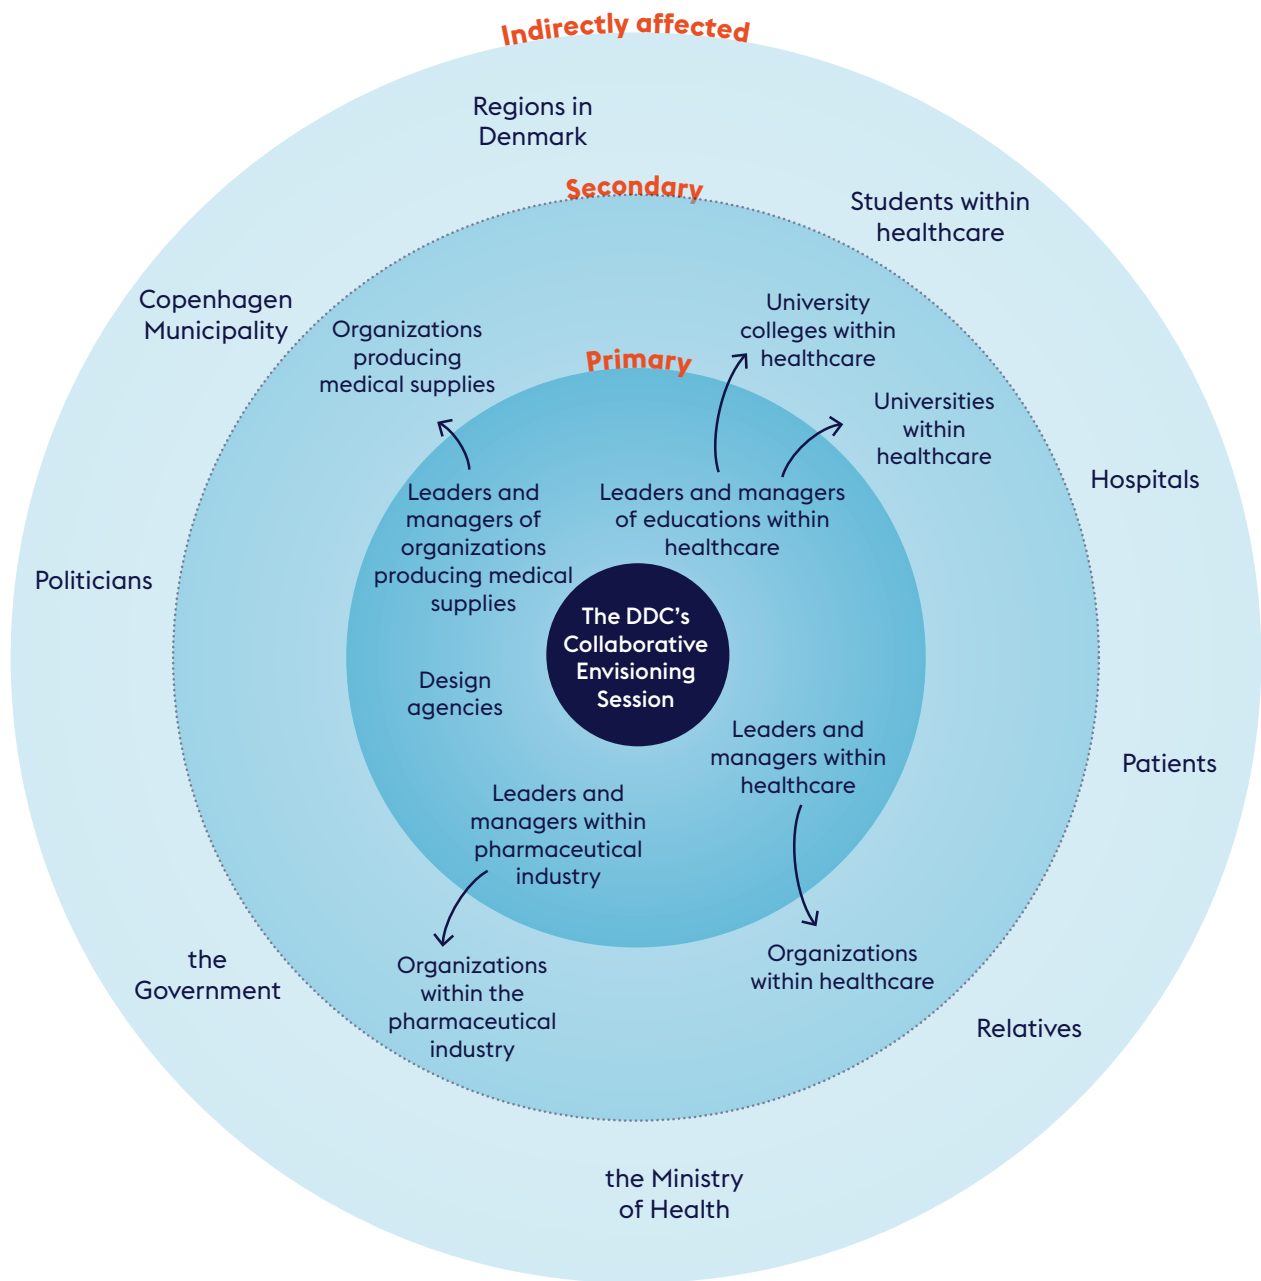 Indirectly affected
Regions in
Denmark
Secondary
Students within
healthcare
Copenhagen
Municipality
Organizations
producing
medical supplies
University
colleges within
healthcare
Primary
Universities
within
healthcare
Hospitals
Leaders and
managers of
organizations
producing medical
supplies
Leaders and managers
of educations within
healthcare
Politicians
The DDC’s
Collaborative
Envisioning
Session
Design
agencies
Leaders and
managers within
healthcare
Patients
Leaders and
managers within
pharmaceutical
industry
the
Government
Organizations
within the
pharmaceutical
industry
Organizations
within healthcare
Relatives
the Ministry
of Health